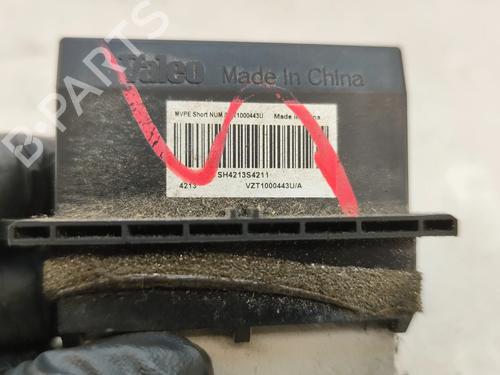 Valeo Made In China
MVPE Short NUM 1000443U Made in China
SH4213S4211
4213 VZT1000443U/A
B-PARTS